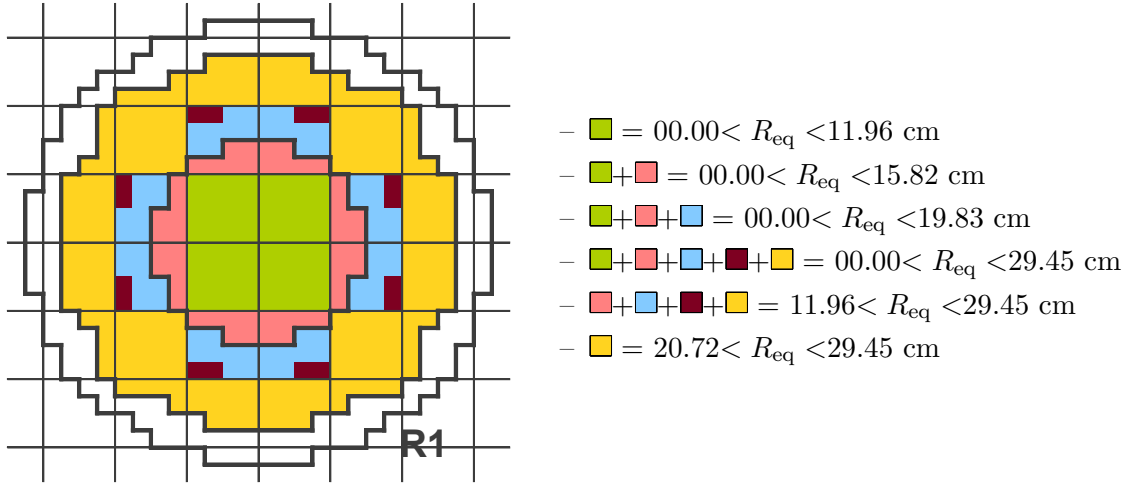 – = 00.00< R_eq <11.96 cm
– + = 00.00< R_eq <15.82 cm
– + + = 00.00< R_eq <19.83 cm
– + + + + = 00.00< R_eq <29.45 cm
– + + + = 11.96< R_eq <29.45 cm
– = 20.72< R_eq <29.45 cm
R1